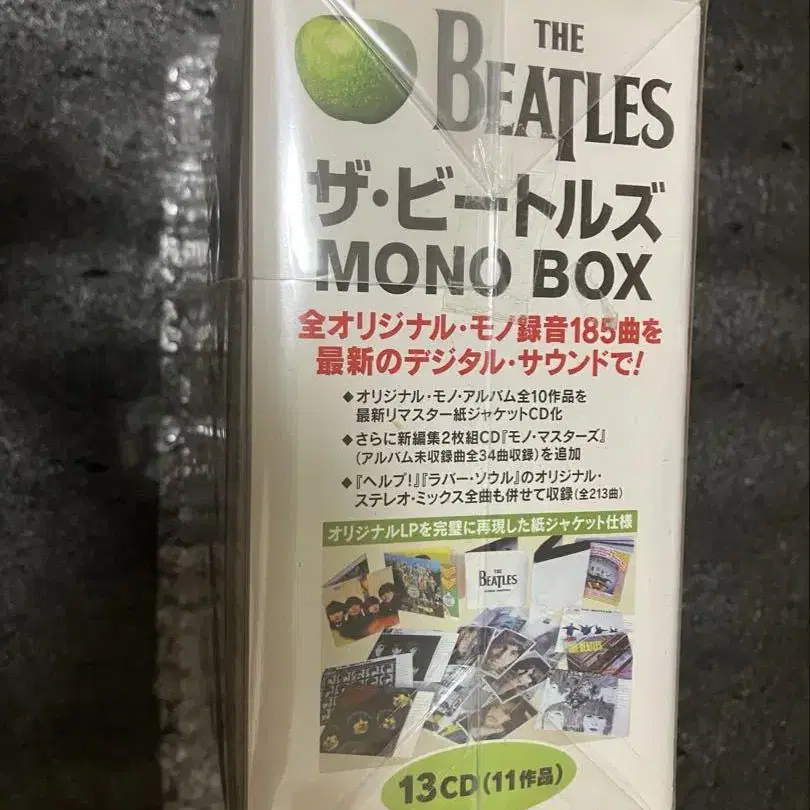 THE
BEATLES
ザ・ビートルズ
MONO BOX
全オリジナル・モノ録音185曲を
最新のデジタル・サウンドで!
◆オリジナル・モノ・アルバム全10作品を
最新リマスター紙ジャケットCD化
◆さらに新編集2枚組CD『モノ・マスターズ』
(アルバム未収録曲全34曲収録)を追加
◆『ヘルプ!』『ラバー・ソウル』のオリジナル・
ステレオ・ミックス全曲も併せて収録(全213曲)
オリジナルLPを完璧に再現した紙ジャケット仕様
THE
BEATLES
THE BEATLES
13CD(11作品)